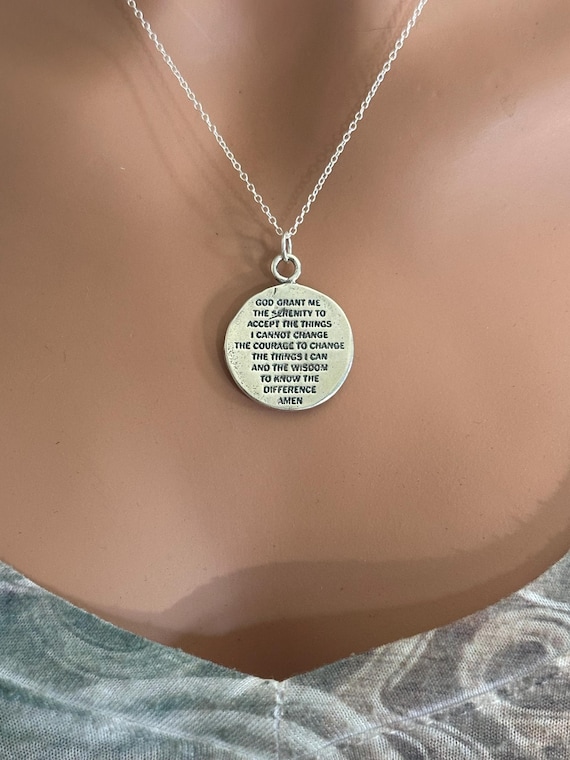 GOD GRANT ME
THE SERENITY TO
ACCEPT THE THINGS
I CANNOT CHANGE
THE COURAGE TO CHANGE
THE THINGS I CAN
AND THE WISDOM
TO KNOW THE
DIFFERENCE
AMEN